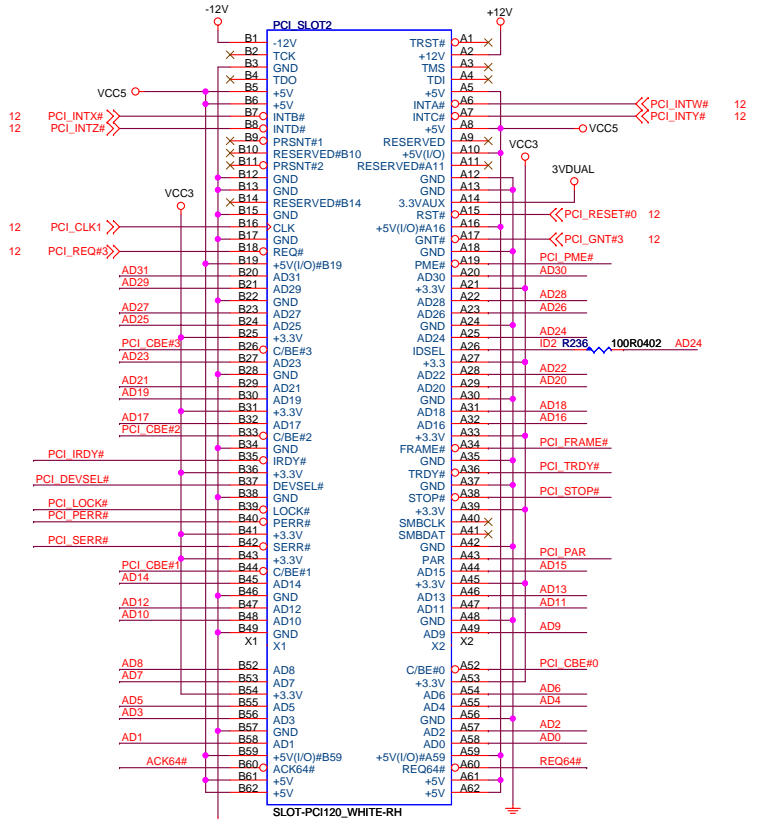 -12V +12V
PCI_SLOT2
B1 -12V TRST# A1
B2 TCK +12V A2
B3 GND TMS A3
B4 TDO TDI A4
VCC5 B5 +5V +5V A5
B6 +5V INTA# A6 PCI_INTW# 12
12 PCI_INTX# B7 INTB# INTC# A7 PCI_INTY# 12
12 PCI_INTZ# B8 INTD# +5V A8 VCC5
B9 PRSNT#1 RESERVED A9
B10 RESERVED#B10 +5V(I/O) A10
B11 PRSNT#2 RESERVED#A11 A11 VCC3
B12 GND GND A12
B13 GND GND A13 3VDUAL
VCC3 B14 RESERVED#B14 3.3VAUX A14
B15 GND RST# A15 PCI_RESET#0 12
12 PCI_CLK1 B16 CLK +5V(I/O)#A16 A16
B17 GND GNT# A17 PCI_GNT#3 12
12 PCI_REQ#3 B18 REQ# GND A18
B19 +5V(I/O)#B19 PME# A19 PCI_PME#
AD31 B20 AD31 AD30 A20 AD30
AD29 B21 AD29 +3.3V A21
B22 GND AD28 A22 AD28
AD27 B23 AD27 AD26 A23 AD26
AD25 B24 AD25 GND A24
B25 +3.3V AD24 A25 AD24
PCI_CBE#3 B26 C/BE#3 IDSEL A26 ID2 R236 100R0402 AD24
AD23 B27 AD23 +3.3 A27
B28 GND AD22 A28 AD22
AD21 B29 AD21 AD20 A29 AD20
AD19 B30 AD19 GND A30
B31 +3.3V AD18 A31 AD18
AD17 B32 AD17 AD16 A32 AD16
PCI_CBE#2 B33 C/BE#2 +3.3V A33
B34 GND FRAME# A34 PCI_FRAME#
PCI_IRDY# B35 IRDY# GND A35
B36 +3.3V TRDY# A36 PCI_TRDY#
PCI_DEVSEL# B37 DEVSEL# GND A37
B38 GND STOP# A38 PCI_STOP#
PCI_LOCK# B39 LOCK# +3.3V A39
PCI_PERR# B40 PERR# SMBCLK A40
B41 +3.3V SMBDAT A41
PCI_SERR# B42 SERR# GND A42
B43 +3.3V PAR A43 PCI_PAR
PCI_CBE#1 B44 C/BE#1 AD15 A44 AD15
AD14 B45 AD14 +3.3V A45
B46 GND AD13 A46 AD13
AD12 B47 AD12 AD11 A47 AD11
AD10 B48 AD10 GND A48
B49 GND AD9 A49 AD9
X1 X1 X2 X2
AD8 B52 AD8 C/BE#0 A52 PCI_CBE#0
AD7 B53 AD7 +3.3V A53
B54 +3.3V AD6 A54 AD6
AD5 B55 AD5 AD4 A55 AD4
AD3 B56 AD3 GND A56
B57 GND AD2 A57 AD2
AD1 B58 AD1 AD0 A58 AD0
B59 +5V(I/O)#B59 +5V(I/O)#A59 A59
ACK64# B60 ACK64# REQ64# A60 REQ64#
B61 +5V +5V A61
B62 +5V +5V A62
SLOT-PCI120_WHITE-RH